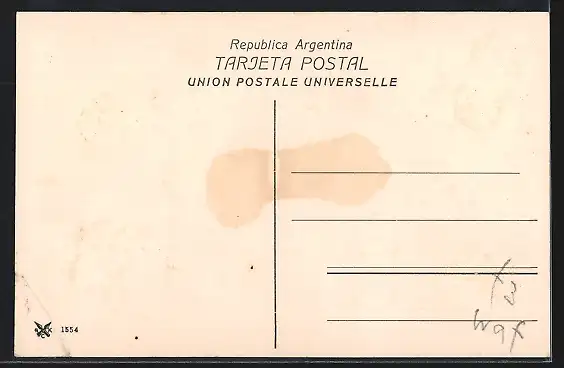 Republica Argentina
TARJETA POSTAL
UNION POSTALE UNIVERSELLE
1554